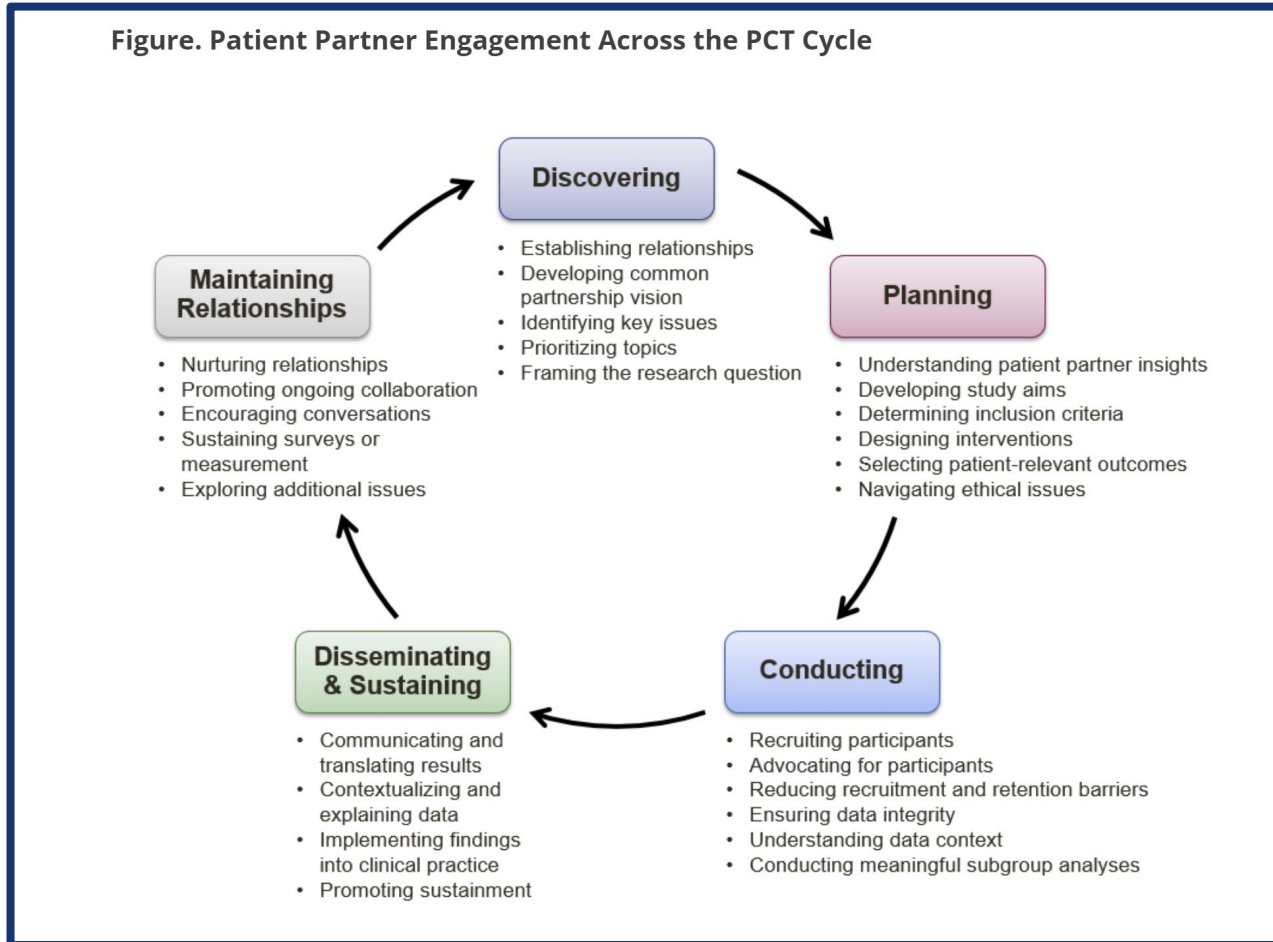 Figure. Patient Partner Engagement Across the PCT Cycle
Discovering
• Establishing relationships
• Developing common
partnership vision
• Identifying key issues
• Prioritizing topics
• Framing the research question
Planning
• Understanding patient partner insights
• Developing study aims
• Determining inclusion criteria
• Designing interventions
• Selecting patient-relevant outcomes
• Navigating ethical issues
Conducting
• Recruiting participants
• Advocating for participants
• Reducing recruitment and retention barriers
• Ensuring data integrity
• Understanding data context
• Conducting meaningful subgroup analyses
Disseminating
& Sustaining
• Communicating and
translating results
• Contextualizing and
explaining data
• Implementing findings
into clinical practice
• Promoting sustainment
Maintaining
Relationships
• Nurturing relationships
• Promoting ongoing collaboration
• Encouraging conversations
• Sustaining surveys or
measurement
• Exploring additional issues